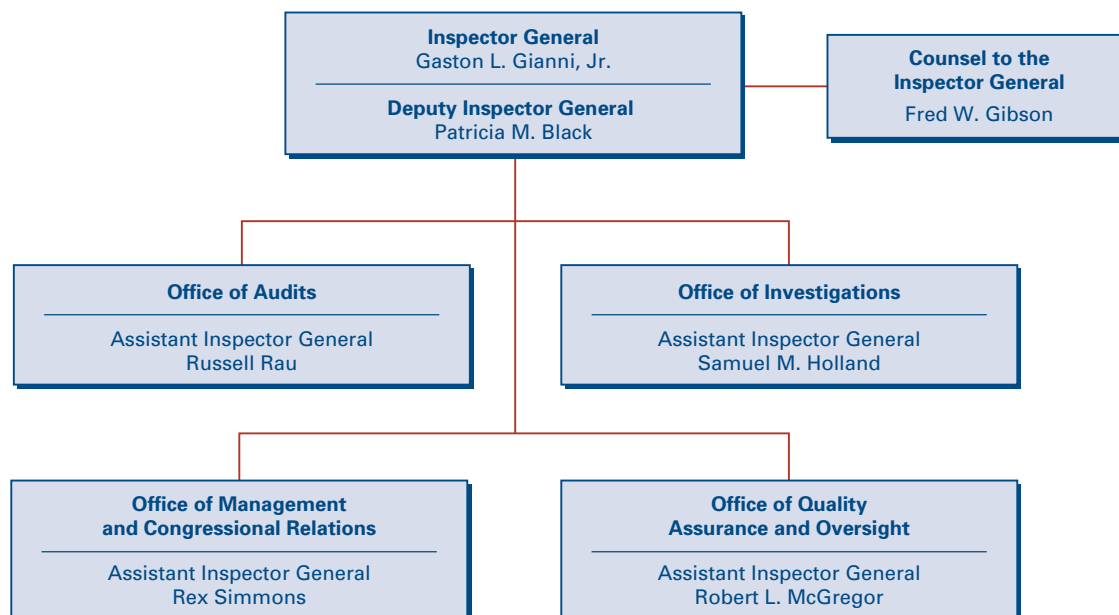 Inspector General
Gaston L. Gianni, Jr.
Deputy Inspector General
Patricia M. Black
Counsel to the
Inspector General
Fred W. Gibson
Office of Audits
Assistant Inspector General
Russell Rau
Office of Investigations
Assistant Inspector General
Samuel M. Holland
Office of Management
and Congressional Relations
Assistant Inspector General
Rex Simmons
Office of Quality
Assurance and Oversight
Assistant Inspector General
Robert L. McGregor